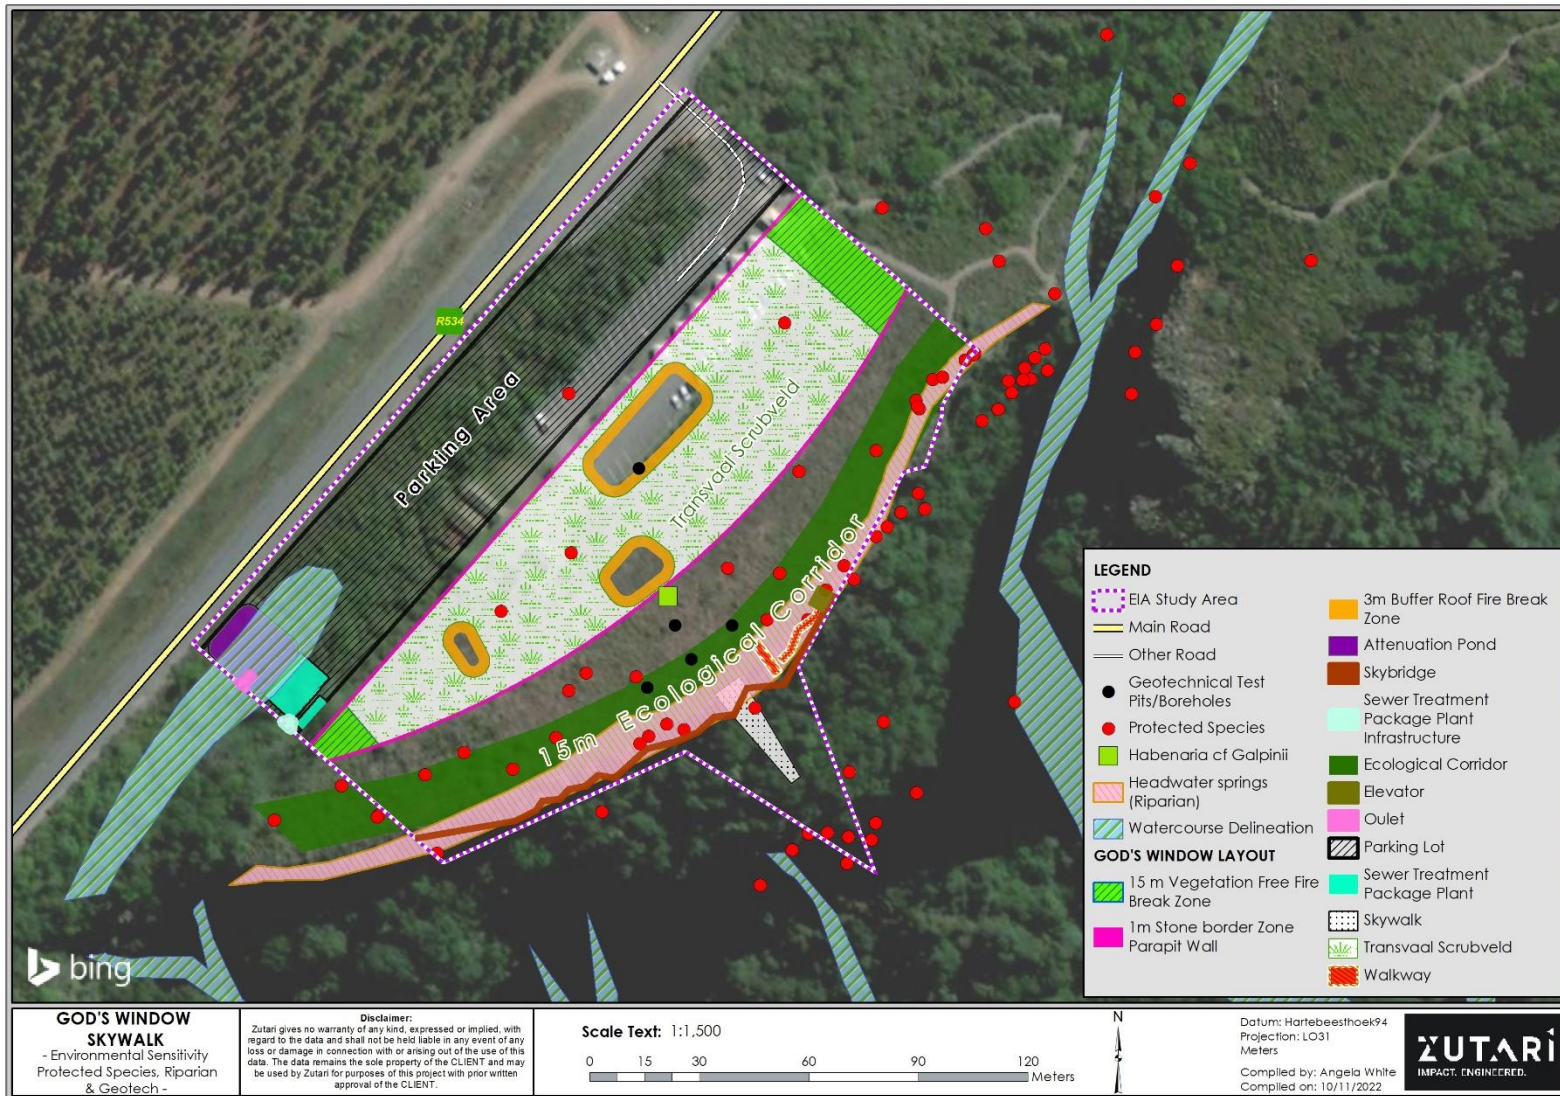 R534
Parking Area
Transvaal Scrubveld
15m Ecological Corridor
LEGEND
EIA Study Area
Main Road
Other Road
Geotechnical Test
Pits/Boreholes
Protected Species
Habenaria cf Galpinii
Headwater springs
(Riparian)
Watercourse Delineation
GOD'S WINDOW LAYOUT
15 m Vegetation Free Fire
Break Zone
1m Stone border Zone
Parapit Wall
3m Buffer Roof Fire Break
Zone
Attenuation Pond
Skybridge
Sewer Treatment
Package Plant
Infrastructure
Ecological Corridor
Elevator
Oulet
Parking Lot
Sewer Treatment
Package Plant
Skywalk
Transvaal Scrubveld
Walkway
bing
GOD'S WINDOW
SKYWALK
- Environmental Sensitivity
Protected Species, Riparian
& Geotech -
Disclaimer:
Zutari gives no warranty of any kind, expressed or implied, with
regard to the data and shall not be held liable in any event of any
loss or damage in connection with or arising out of the use of this
data. The data remains the sole property of the CLIENT and may
be used by Zutari for purposes of this project with prior written
approval of the CLIENT.
Scale Text: 1:1,500
0 15 30 60 90 120
Meters
N
Datum: Hartebeesthoek94
Projection: LO31
Meters
Compiled by: Angela White
Compiled on: 10/11/2022
ZUTARI
IMPACT. ENGINEERED.